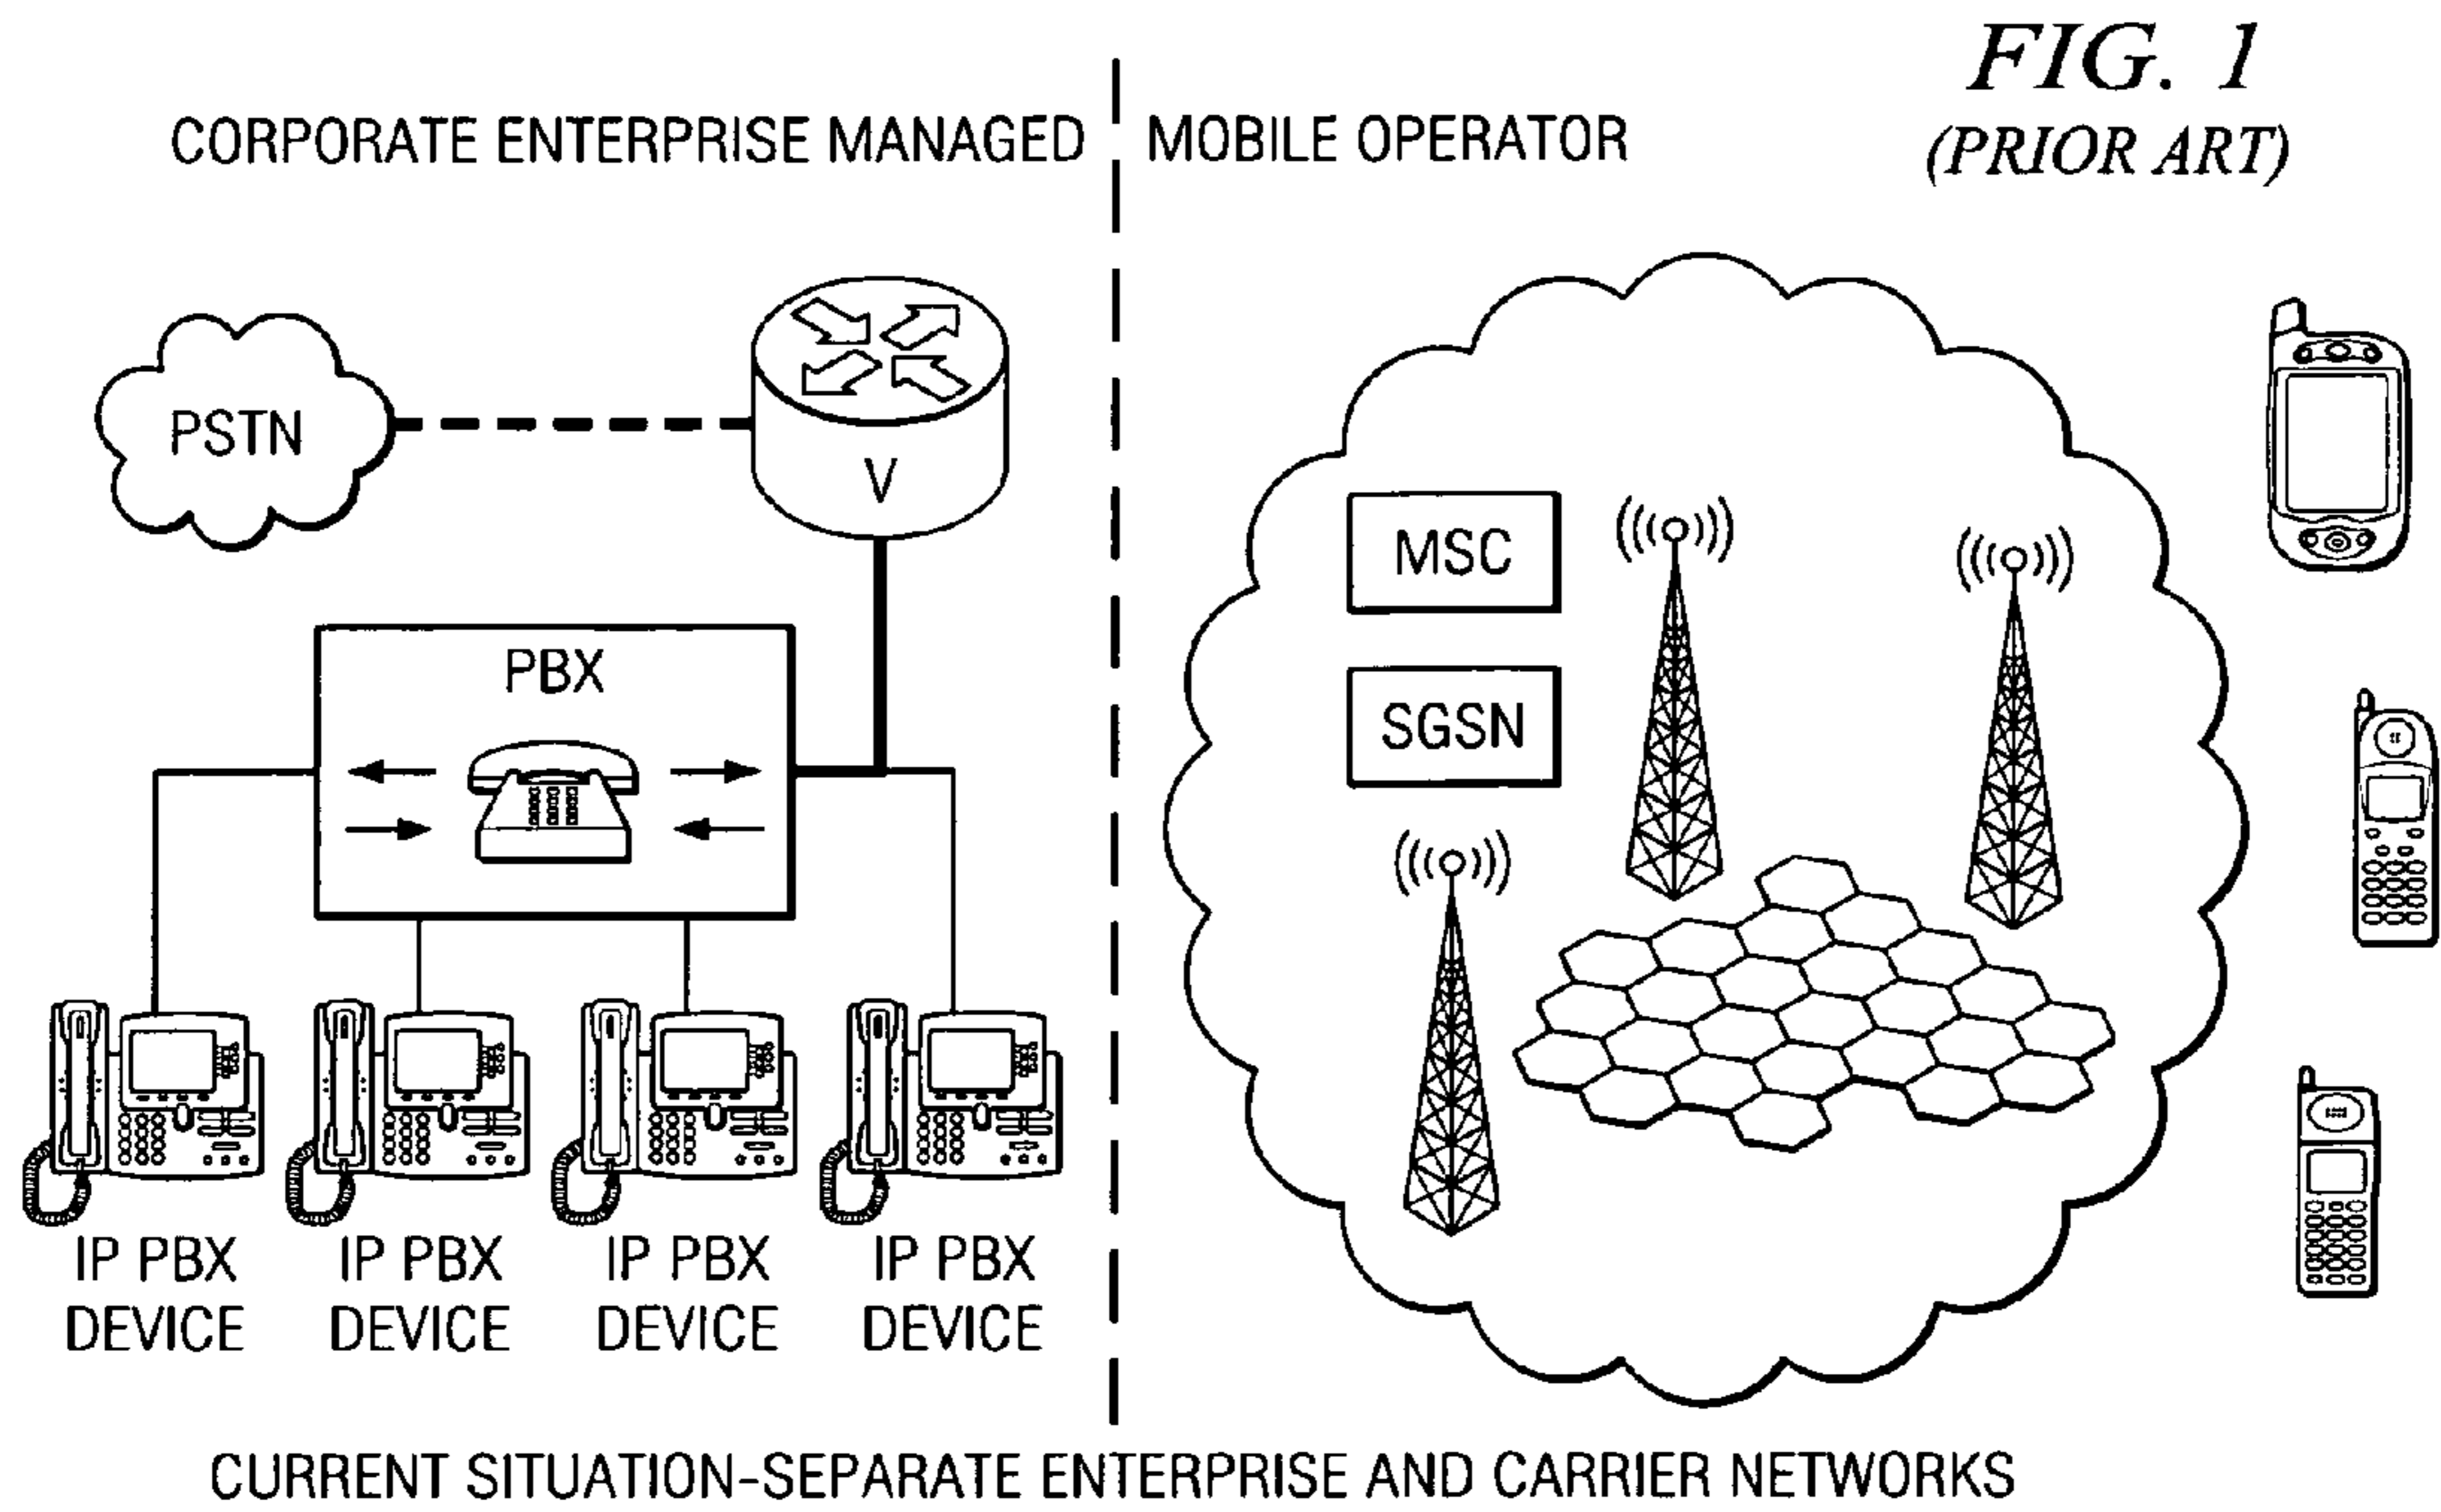 FIG. 1
(PRIOR ART)
CORPORATE ENTERPRISE MANAGED
MOBILE OPERATOR
PSTN
V
MSC
PBX
SGSN
IP PBX
DEVICE
IP PBX
DEVICE
IP PBX
DEVICE
IP PBX
DEVICE
CURRENT SITUATION-SEPARATE ENTERPRISE AND CARRIER NETWORKS